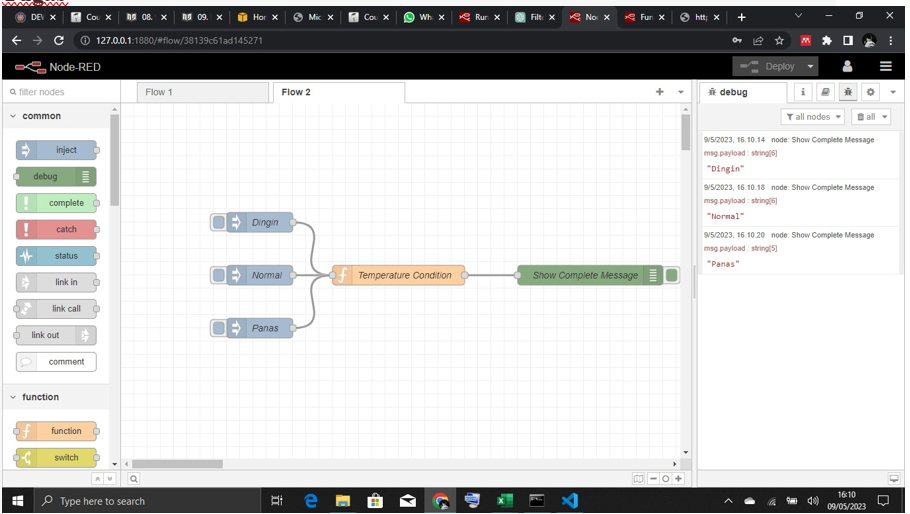 DEV
Cou
08.
09.
Hor
Mic
Cou
Wha
Run
Filte
Noc
Fun
http
127.0.0.1:1880/#flow/38139c61ad145271
Node-RED
Deploy
filter nodes
Flow 1
Flow 2
debug
all nodes
all
common
inject
debug
complete
catch
status
link in
link call
link out
comment
function
function
switch
Dingin
Normal
Panas
Temperature Condition
Show Complete Message
9/5/2023, 16.10.14 node: Show Complete Message
msg.payload : string[6]
"Dingin"
9/5/2023, 16.10.18 node: Show Complete Message
msg.payload : string[6]
"Normal"
9/5/2023, 16.10.20 node: Show Complete Message
msg.payload : string[5]
"Panas"
Type here to search
16:10
09/05/2023